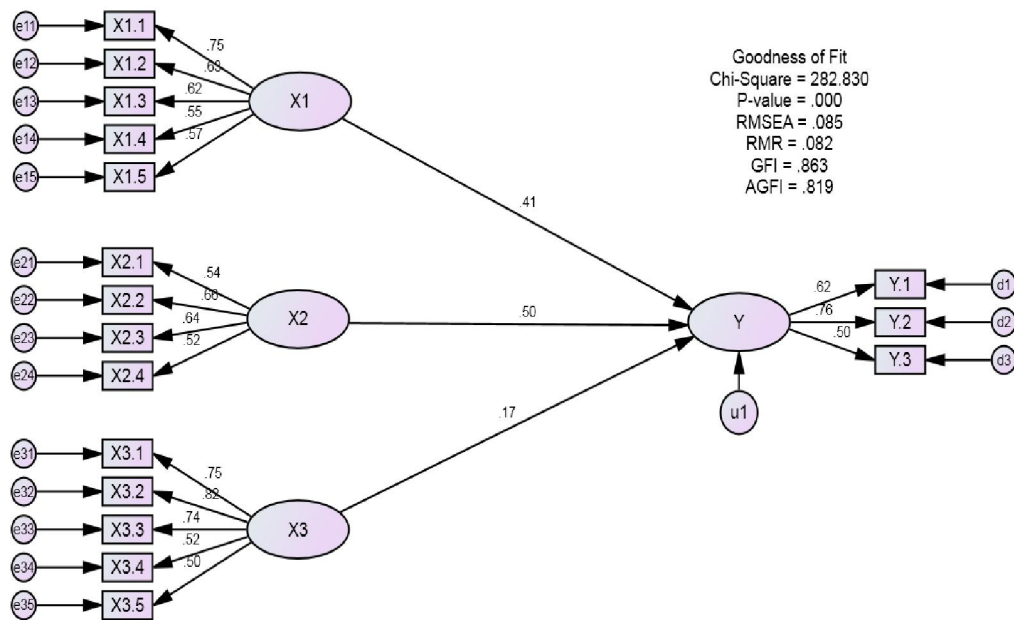 e11 X1.1 .75
e12 X1.2 .63
e13 X1.3 .62
e14 X1.4 .55
e15 X1.5 .57
X1
Goodness of Fit
Chi-Square = 282.830
P-value = .000
RMSEA = .085
RMR = .082
GFI = .863
AGFI = .819
.41
e21 X2.1 .54
e22 X2.2 .66
e23 X2.3 .64
e24 X2.4 .52
X2
.50
Y
u1
.62 Y.1 d1
.76 Y.2 d2
.50 Y.3 d3
.17
e31 X3.1 .75
e32 X3.2 .82
e33 X3.3 .74
e34 X3.4 .52
e35 X3.5 .50
X3